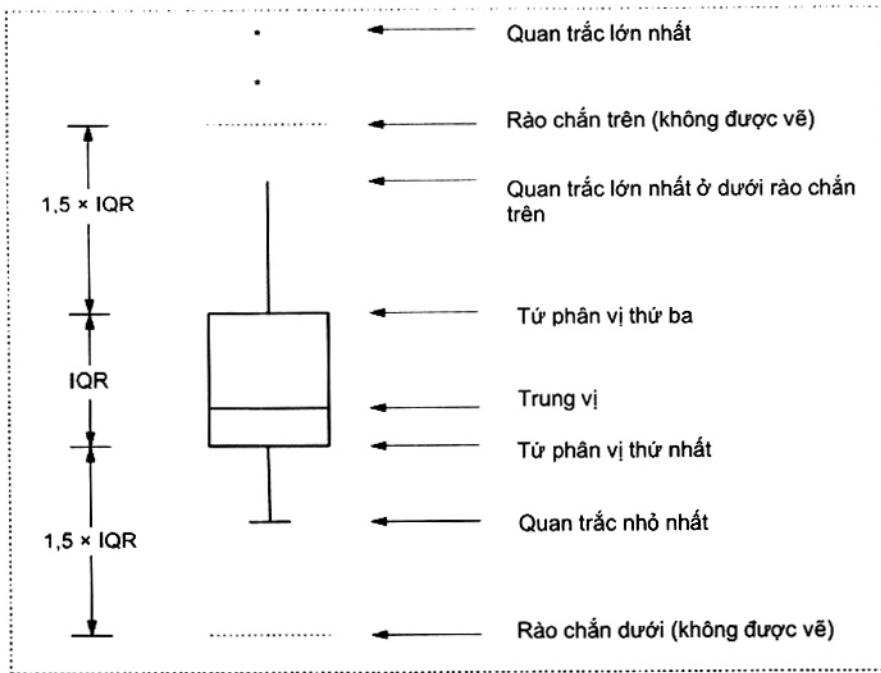 Quan trắc lớn nhất
Rào chắn trên (không được vẽ)
Quan trắc lớn nhất ở dưới rào chắn
trên
1,5 × IQR
Tứ phân vị thứ ba
IQR
Trung vị
Tứ phân vị thứ nhất
Quan trắc nhỏ nhất
1,5 × IQR
Rào chắn dưới (không được vẽ)